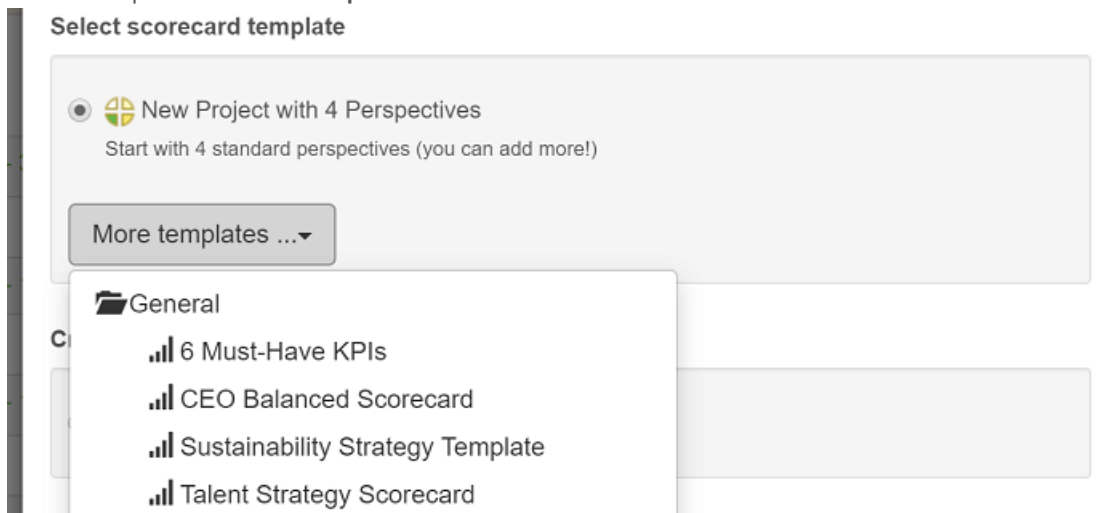 Select scorecard template
New Project with 4 Perspectives
Start with 4 standard perspectives (you can add more!)
More templates ...
General
6 Must-Have KPIs
CEO Balanced Scorecard
Sustainability Strategy Template
Talent Strategy Scorecard